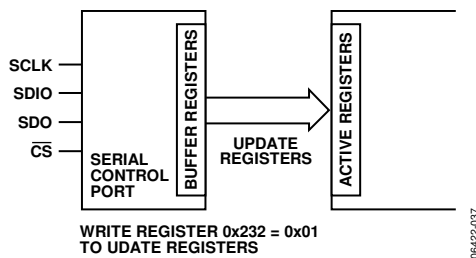 SCLK
SDIO
SDO
CS
SERIAL
CONTROL
PORT
BUFFER REGISTERS
UPDATE
REGISTERS
ACTIVE REGISTERS
WRITE REGISTER 0x232 = 0x01
TO UDATE REGISTERS
06422-037